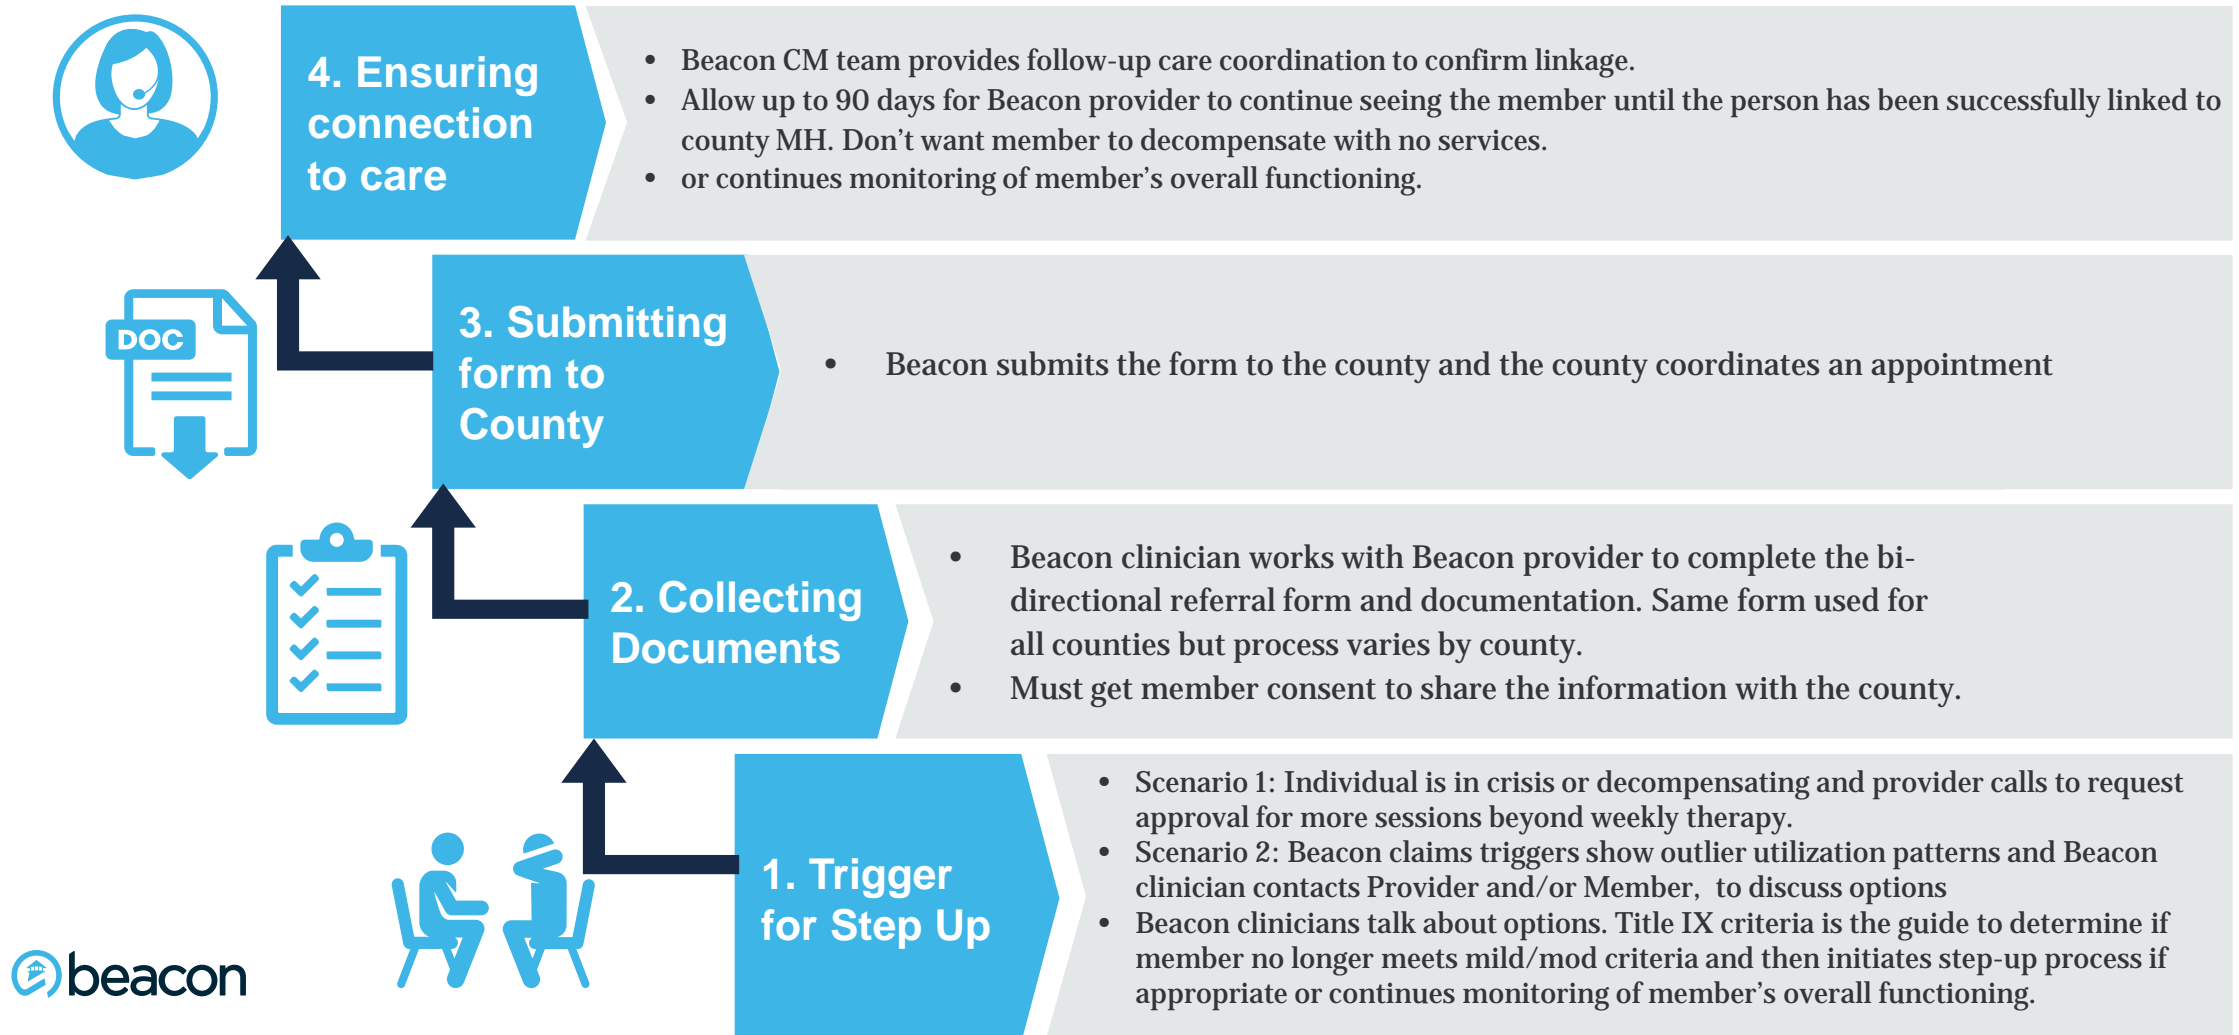 4. Ensuring
connection
to care
• Beacon CM team provides follow-up care coordination to confirm linkage.
• Allow up to 90 days for Beacon provider to continue seeing the member until the person has been successfully linked to
county MH. Don’t want member to decompensate with no services.
• or continues monitoring of member’s overall functioning.
DOC
3. Submitting
form to
County
• Beacon submits the form to the county and the county coordinates an appointment
2. Collecting
Documents
• Beacon clinician works with Beacon provider to complete the bi-
directional referral form and documentation. Same form used for
all counties but process varies by county.
• Must get member consent to share the information with the county.
1. Trigger
for Step Up
• Scenario 1: Individual is in crisis or decompensating and provider calls to request
approval for more sessions beyond weekly therapy.
• Scenario 2: Beacon claims triggers show outlier utilization patterns and Beacon
clinician contacts Provider and/or Member,  to discuss options
• Beacon clinicians talk about options. Title IX criteria is the guide to determine if
member no longer meets mild/mod criteria and then initiates step-up process if
appropriate or continues monitoring of member’s overall functioning.
beacon